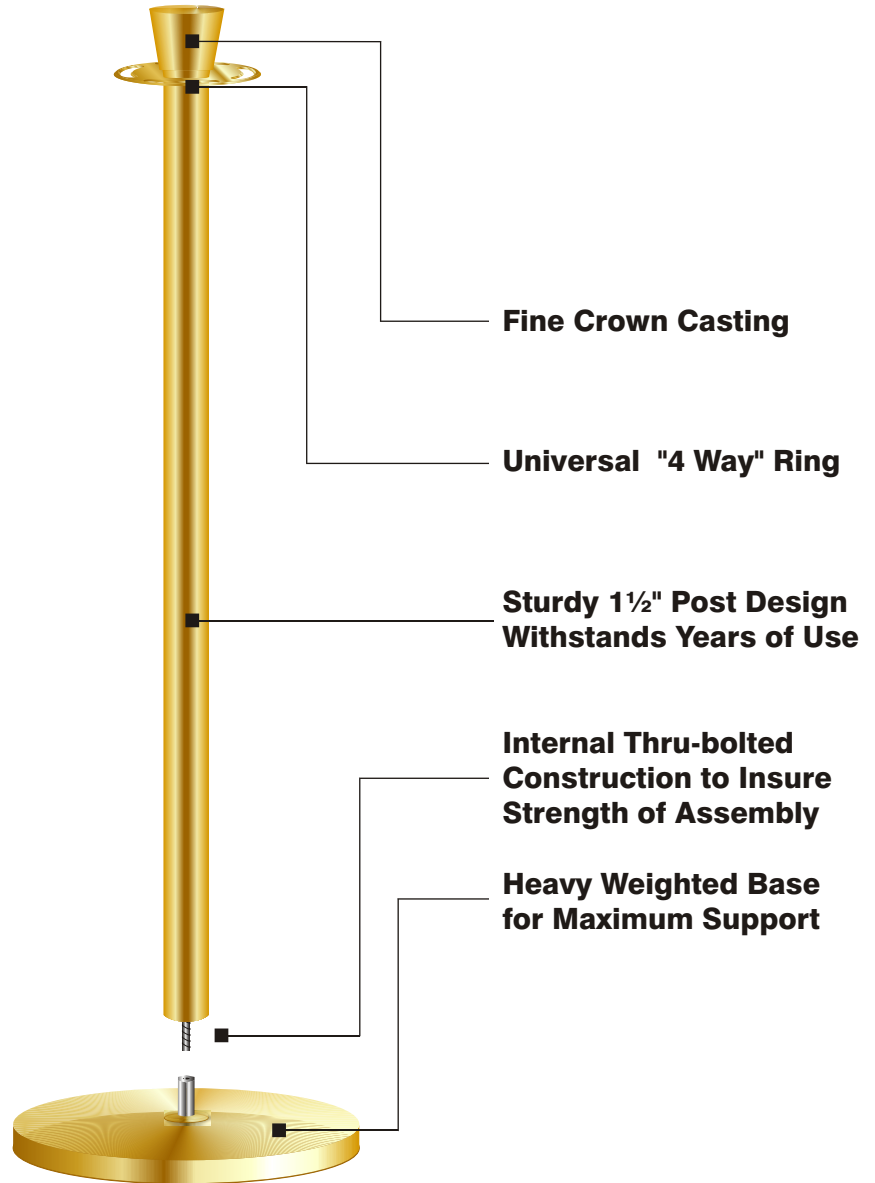 Fine Crown Casting
Universal "4 Way" Ring
Sturdy 1½" Post Design
Withstands Years of Use
Internal Thru-bolted
Construction to Insure
Strength of Assembly
Heavy Weighted Base
for Maximum Support